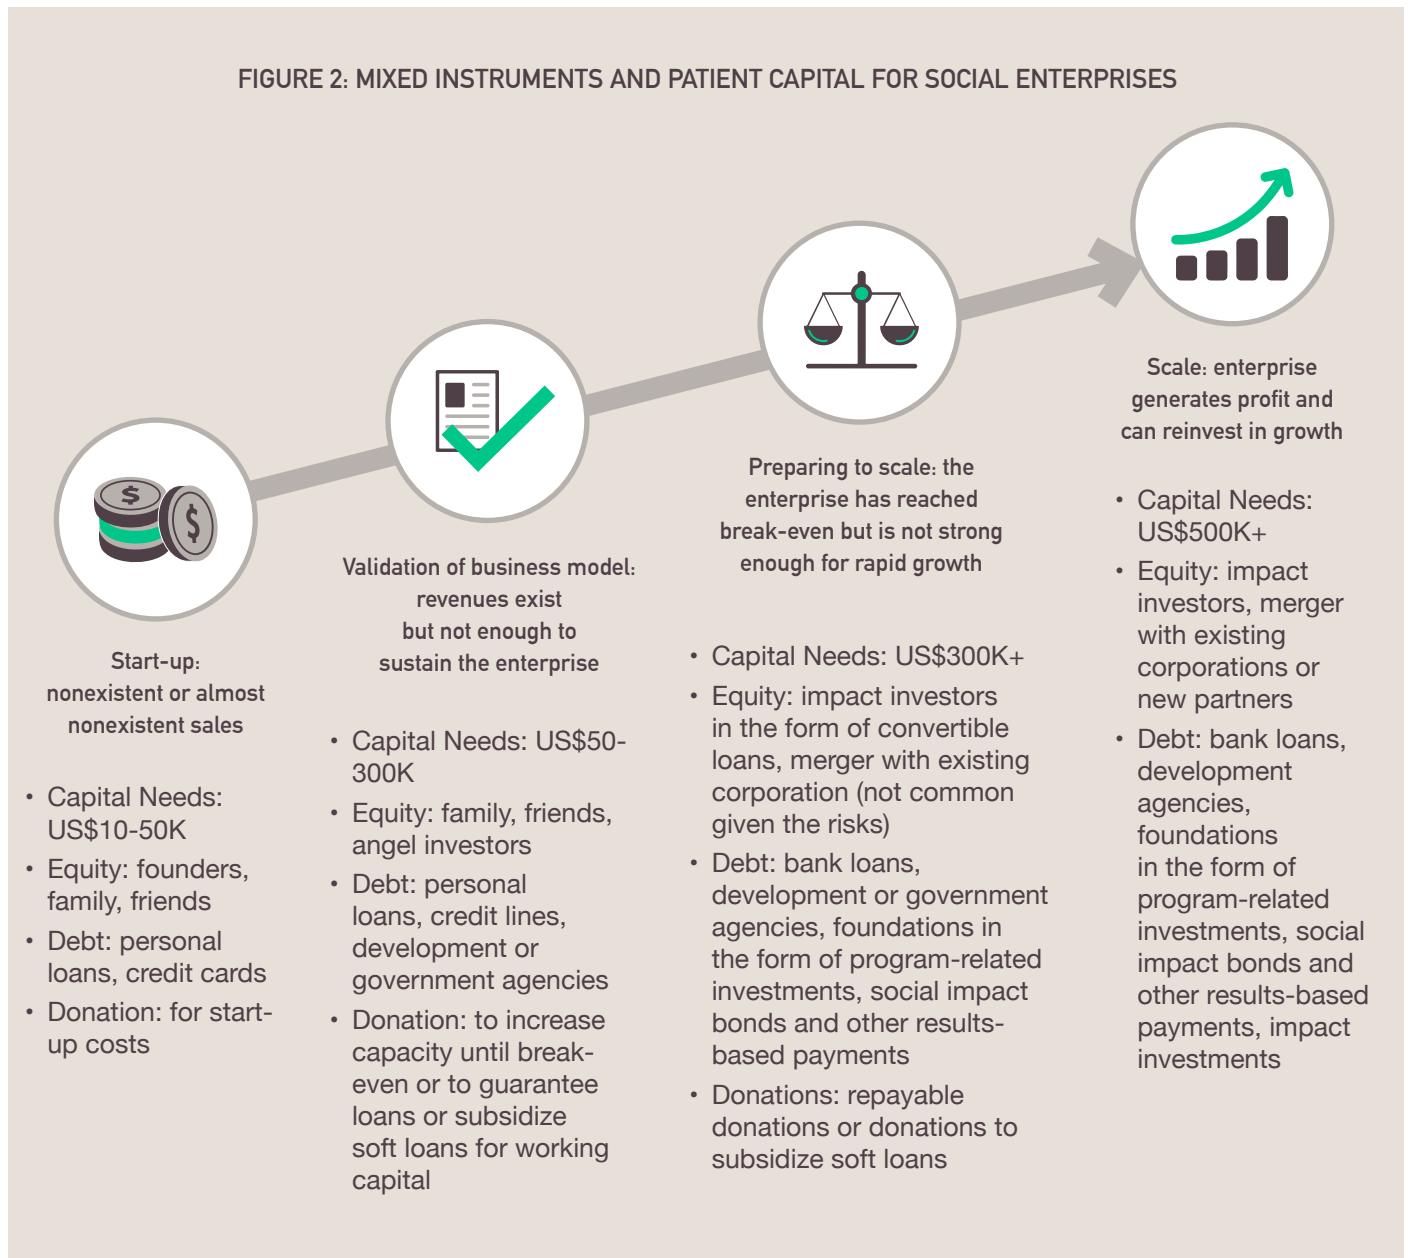 FIGURE 2: MIXED INSTRUMENTS AND PATIENT CAPITAL FOR SOCIAL ENTERPRISES
$
$
Start-up:
nonexistent or almost
nonexistent sales
• Capital Needs:
US$10-50K
• Equity: founders,
family, friends
• Debt: personal
loans, credit cards
• Donation: for start-
up costs
Validation of business model:
revenues exist
but not enough to
sustain the enterprise
• Capital Needs: US$50-
300K
• Equity: family, friends,
angel investors
• Debt: personal
loans, credit lines,
development or
government agencies
• Donation: to increase
capacity until break-
even or to guarantee
loans or subsidize
soft loans for working
capital
Preparing to scale: the
enterprise has reached
break-even but is not strong
enough for rapid growth
• Capital Needs: US$300K+
• Equity: impact investors
in the form of convertible
loans, merger with existing
corporation (not common
given the risks)
• Debt: bank loans,
development or government
agencies, foundations in
the form of program-related
investments, social impact
bonds and other results-
based payments
• Donations: repayable
donations or donations to
subsidize soft loans
Scale: enterprise
generates profit and
can reinvest in growth
• Capital Needs:
US$500K+
• Equity: impact
investors, merger
with existing
corporations or
new partners
• Debt: bank loans,
development
agencies,
foundations
in the form of
program-related
investments, social
impact bonds and
other results-based
payments, impact
investments